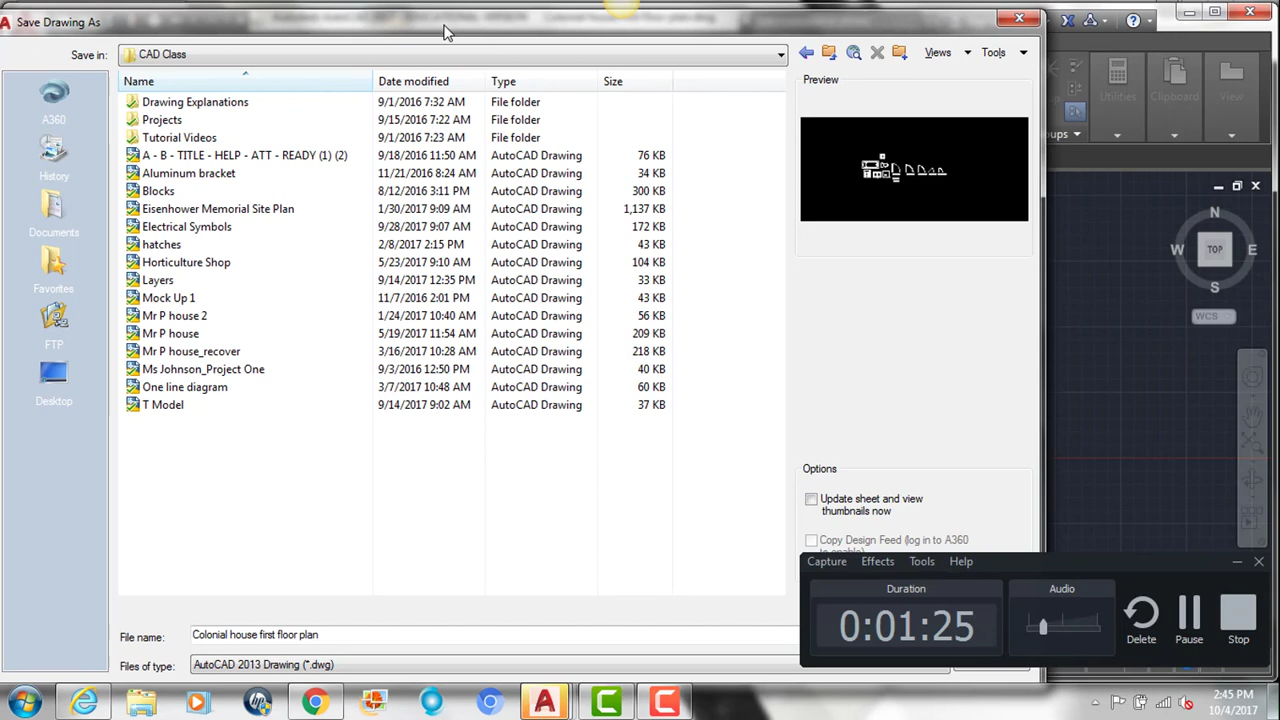 Save Drawing As
Save in: CAD Class Views Tools
Name Date modified Type Size Preview
Drawing Explanations 9/1/2016 7:32 AM File folder
Projects 9/15/2016 7:22 AM File folder
Tutorial Videos 9/1/2016 7:23 AM File folder
A - B - TITLE - HELP - ATT - READY (1) (2) 9/18/2016 11:50 AM AutoCAD Drawing 76 KB
Aluminum bracket 11/21/2016 8:24 AM AutoCAD Drawing 34 KB
Blocks 8/12/2016 3:11 PM AutoCAD Drawing 300 KB
Eisenhower Memorial Site Plan 1/30/2017 9:09 AM AutoCAD Drawing 1,137 KB
Electrical Symbols 9/28/2017 9:07 AM AutoCAD Drawing 172 KB
hatches 2/8/2017 2:15 PM AutoCAD Drawing 43 KB
Horticulture Shop 5/23/2017 9:10 AM AutoCAD Drawing 104 KB
Layers 9/14/2017 12:35 PM AutoCAD Drawing 33 KB
Mock Up 1 11/7/2016 2:01 PM AutoCAD Drawing 43 KB
Mr P house 2 1/24/2017 10:40 AM AutoCAD Drawing 56 KB
Mr P house 5/19/2017 11:54 AM AutoCAD Drawing 209 KB
Mr P house_recover 3/16/2017 10:28 AM AutoCAD Drawing 218 KB
Ms Johnson_Project One 9/3/2016 12:50 PM AutoCAD Drawing 40 KB
One line diagram 3/7/2017 10:48 AM AutoCAD Drawing 60 KB
T Model 9/14/2017 9:02 AM AutoCAD Drawing 37 KB
A360
History
Documents
Favorites
FTP
Desktop
Options
Update sheet and view
thumbnails now
Copy Design Feed (log in to A360
File name: Colonial house first floor plan
Files of type: AutoCAD 2013 Drawing (*.dwg)
Utilities Clipboard View
N
W TOP E
S
WCS
Capture Effects Tools Help
Duration Audio
0:01:25
Delete Pause Stop
2:45 PM
10/4/2017